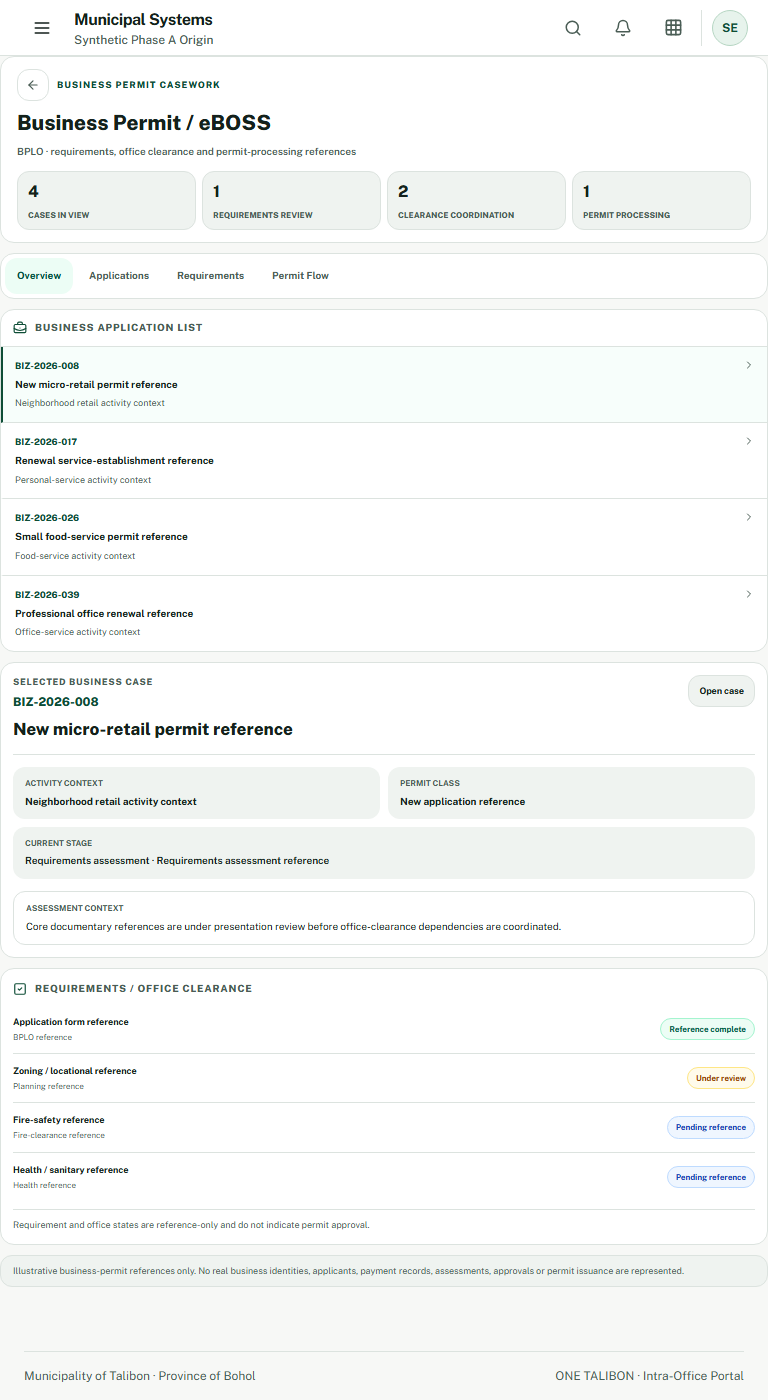 Municipal Systems
Synthetic Phase A Origin
SE
BUSINESS PERMIT CASEWORK
Business Permit / eBOSS
BPLO · requirements, office clearance and permit-processing references
4
CASES IN VIEW
1
REQUIREMENTS REVIEW
2
CLEARANCE COORDINATION
1
PERMIT PROCESSING
Overview Applications Requirements Permit Flow
BUSINESS APPLICATION LIST
BIZ-2026-008
New micro-retail permit reference
Neighborhood retail activity context
BIZ-2026-017
Renewal service-establishment reference
Personal-service activity context
BIZ-2026-026
Small food-service permit reference
Food-service activity context
BIZ-2026-039
Professional office renewal reference
Office-service activity context
SELECTED BUSINESS CASE
BIZ-2026-008
Open case
New micro-retail permit reference
ACTIVITY CONTEXT
Neighborhood retail activity context
PERMIT CLASS
New application reference
CURRENT STAGE
Requirements assessment · Requirements assessment reference
ASSESSMENT CONTEXT
Core documentary references are under presentation review before office-clearance dependencies are coordinated.
REQUIREMENTS / OFFICE CLEARANCE
Application form reference
BPLO reference
Reference complete
Zoning / locational reference
Planning reference
Under review
Fire-safety reference
Fire-clearance reference
Pending reference
Health / sanitary reference
Health reference
Pending reference
Requirement and office states are reference-only and do not indicate permit approval.
Illustrative business-permit references only. No real business identities, applicants, payment records, assessments, approvals or permit issuance are represented.
Municipality of Talibon · Province of Bohol
ONE TALIBON · Intra-Office Portal